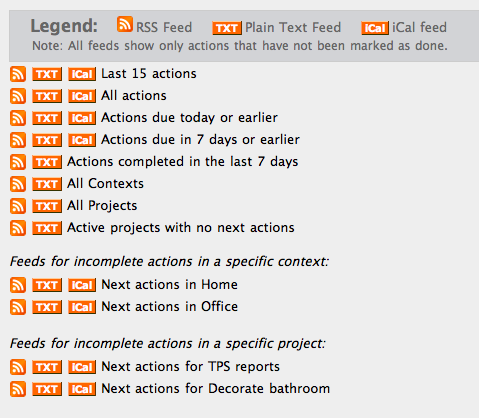 Legend: RSS Feed TXT Plain Text Feed iCal iCal feed
Note: All feeds show only actions that have not been marked as done.
TXT iCal Last 15 actions
TXT iCal All actions
TXT iCal Actions due today or earlier
TXT iCal Actions due in 7 days or earlier
TXT Actions completed in the last 7 days
TXT All Contexts
TXT All Projects
TXT Active projects with no next actions
Feeds for incomplete actions in a specific context:
TXT iCal Next actions in Home
TXT iCal Next actions in Office
Feeds for incomplete actions in a specific project:
TXT iCal Next actions for TPS reports
TXT iCal Next actions for Decorate bathroom